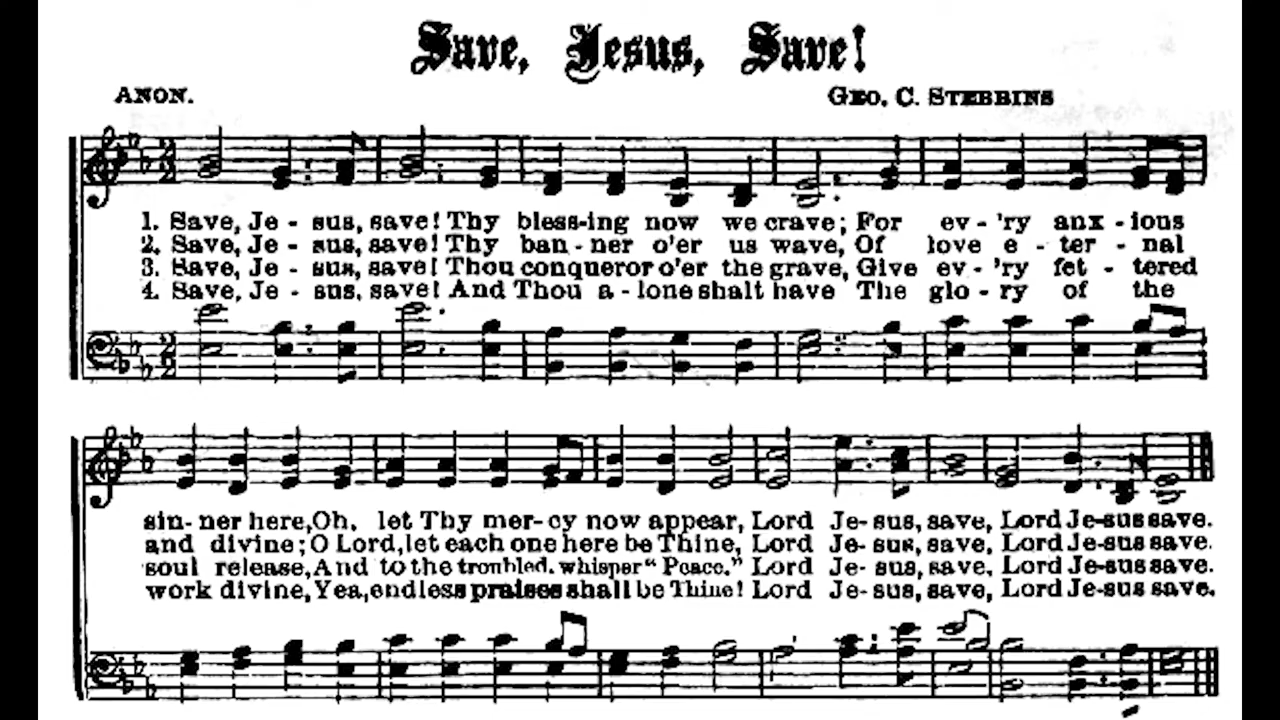 Save, Jesus, Save!
ANON.
GEO. C. STEBBINS
1. Save, Je - sus, save! Thy bless-ing now we crave; For ev-'ry anx-ious
2. Save, Je - sus, save! Thy ban-ner o'er us wave, Of love e - ter - nal
3. Save, Je - sus, save! Thou conqueror o'er the grave, Give ev-'ry fet - tered
4. Save, Je - sus, save! And Thou a-lone shalt have The glo-ry of the
sin-ner here, Oh, let Thy mer-cy now appear, Lord Je-sus, save, Lord Je-sus save.
and divine; O Lord, let each one here be Thine, Lord Je-sus, save, Lord Je-sus save.
soul release, And to the troubled, whisper "Peace." Lord Je-sus, save, Lord Je-sus save.
work divine, Yea, endless praises shall be Thine! Lord Je-sus, save, Lord Je-sus save.